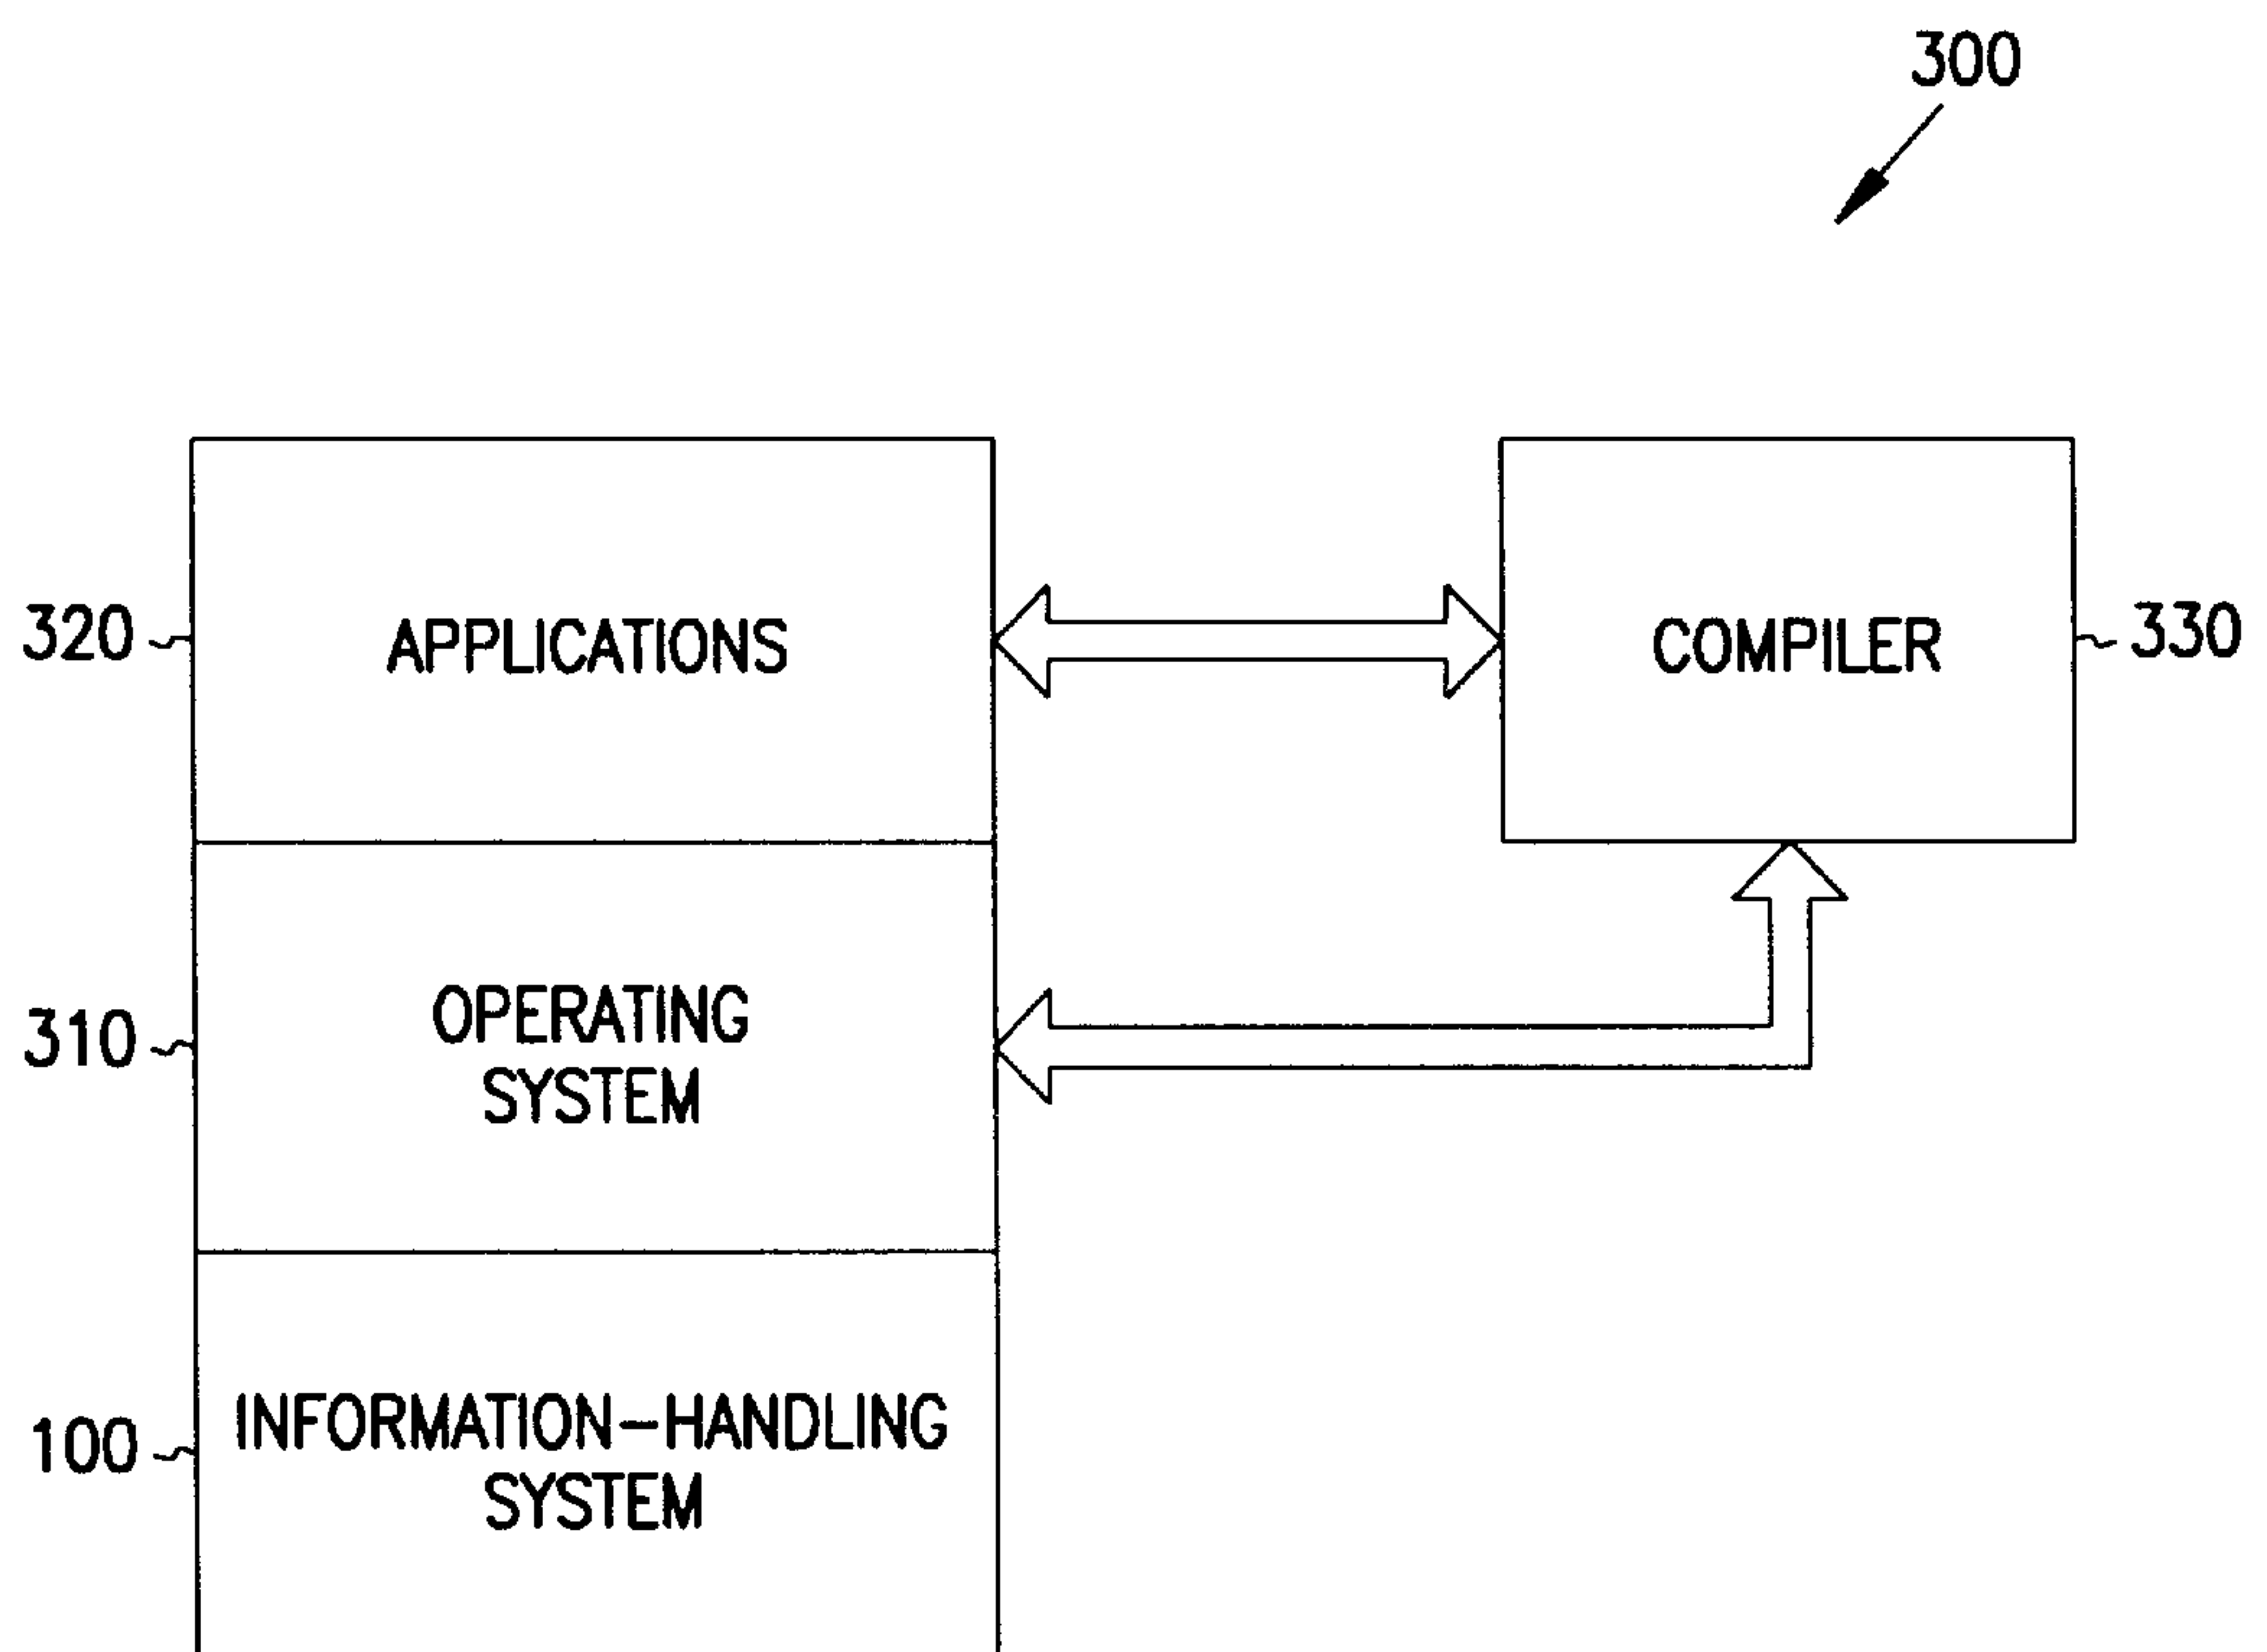 300
320
APPLICATIONS
COMPILER
330
310
OPERATING
SYSTEM
100
INFORMATION-HANDLING
SYSTEM